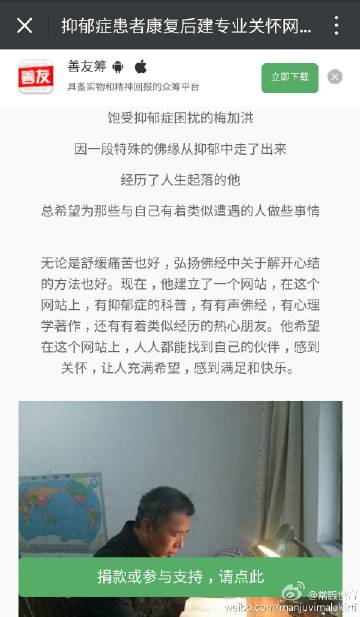 抑郁症患者康复后建专业关怀网...
善友
善友筹
具备实物和精神回报的众筹平台
立即下载
饱受抑郁症困扰的梅加洪
因一段特殊的佛缘从抑郁中走了出来
经历了人生起落的他
总希望为那些与自己有着类似遭遇的人做些事情
无论是舒缓痛苦也好，弘扬佛经中关于解开心结
的方法也好。现在，他建立了一个网站，在这个
网站上，有抑郁症的科普，有有声佛经，有心理
学著作，还有有着类似经历的热心朋友。他希望
在这个网站上，人人都能找到自己的伙伴，感到
关怀，让人充满希望，感到满足和快乐。
捐款或参与支持，请点此
weibo.com/manjuvimalakirti